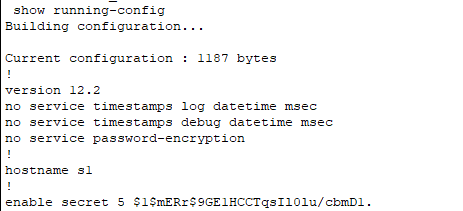 show running-config
Building configuration...
Current configuration : 1187 bytes
!
version 12.2
no service timestamps log datetime msec
no service timestamps debug datetime msec
no service password-encryption
!
hostname s1
!
enable secret 5 $1$mERr$9GE1HCCTqsIl01u/cbmD1.